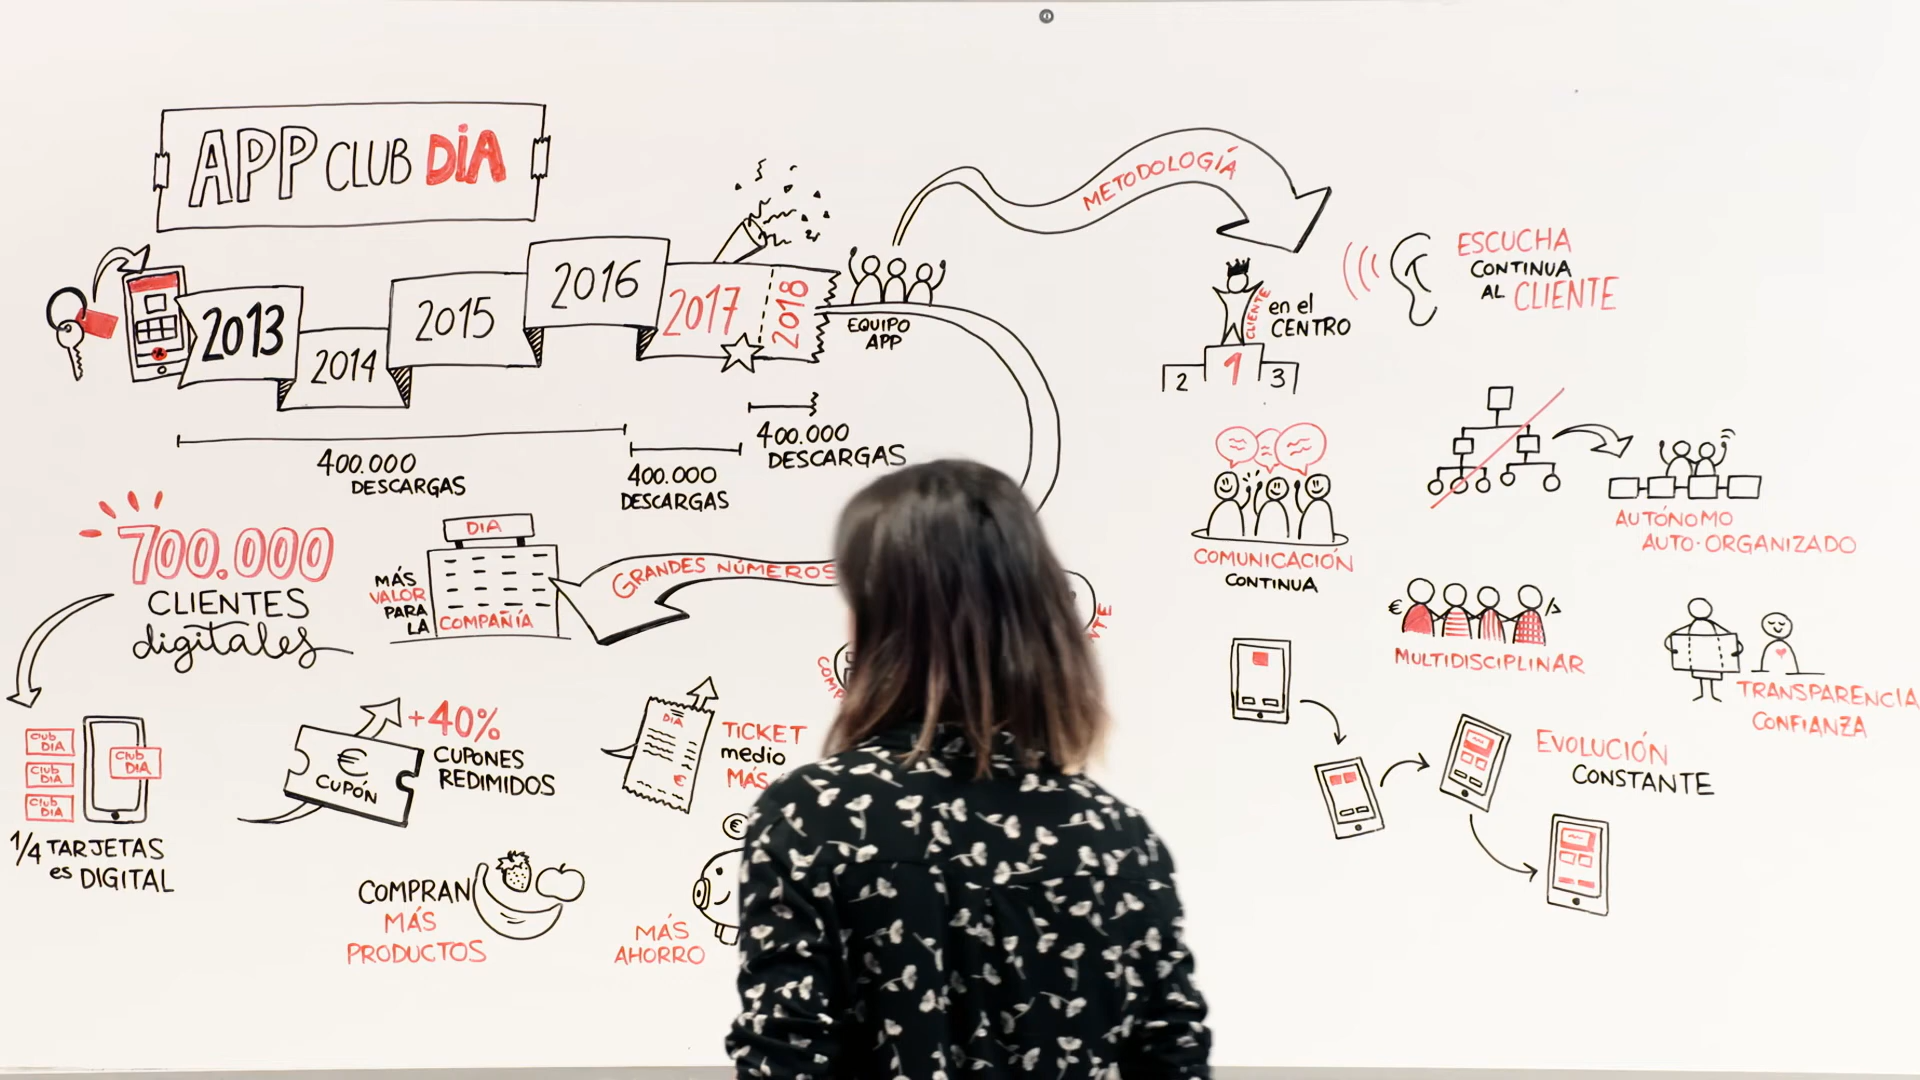 APP CLUB DIA
2013
2014
2015
2016
2017
2018
EQUIPO
APP
400.000
DESCARGAS
400.000
DESCARGAS
400.000
DESCARGAS
METODOLOGÍA
CLIENTE
en el
CENTRO
1
2
3
ESCUCHA
CONTINUA
AL CLIENTE
COMUNICACIÓN
CONTINUA
AUTÓNOMO
AUTO-ORGANIZADO
€
MULTIDISCIPLINAR
TRANSPARENCIA
CONFIANZA
EVOLUCIÓN
CONSTANTE
GRANDES NÚMEROS
DIA
MÁS
VALOR
PARA
LA COMPAÑÍA
700.000
CLIENTES
digitales
Club
DIA
Club
DIA
Club
DIA
Club
DIA
1/4 TARJETAS
es DIGITAL
€
CUPÓN
+40%
CUPONES
REDIMIDOS
DIA
€
TICKET
medio
MÁS
COMPRAN
MÁS
PRODUCTOS
€
MÁS
AHORRO